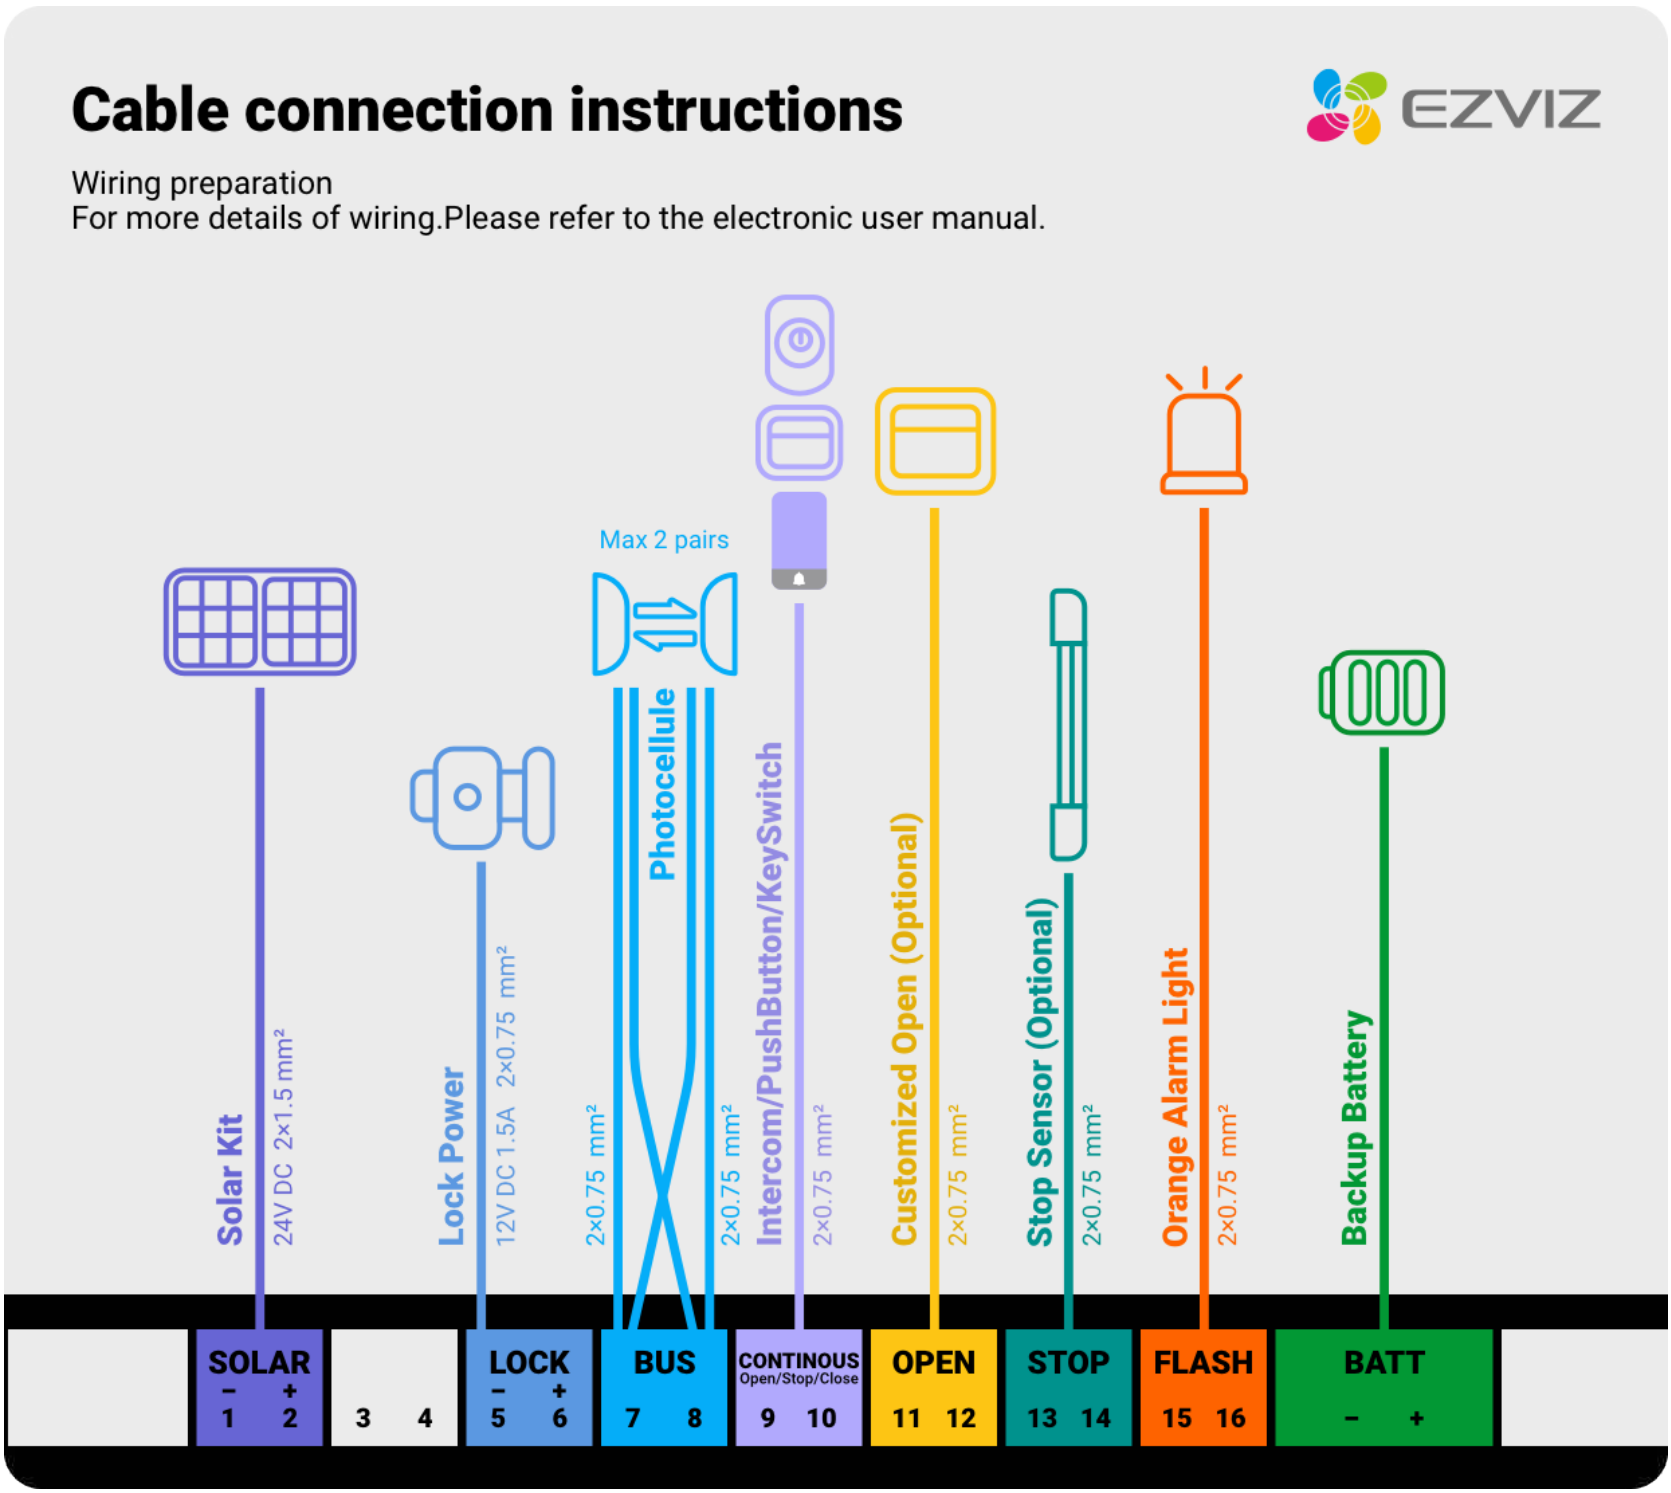 Cable connection instructions
EZVIZ
Wiring preparation
For more details of wiring.Please refer to the electronic user manual.
Max 2 pairs
Solar Kit
24V DC 2×1.5 mm²
Lock Power
12V DC 1.5A 2×0.75 mm²
2×0.75 mm²
Photocellule
2×0.75 mm²
Intercom/PushButton/KeySwitch
2×0.75 mm²
Customized Open (Optional)
2×0.75 mm²
Stop Sensor (Optional)
2×0.75 mm²
Orange Alarm Light
2×0.75 mm²
Backup Battery
SOLAR
− +
1 2
3 4
LOCK
− +
5 6
BUS
7 8
CONTINOUS
Open/Stop/Close
9 10
OPEN
11 12
STOP
13 14
FLASH
15 16
BATT
− +